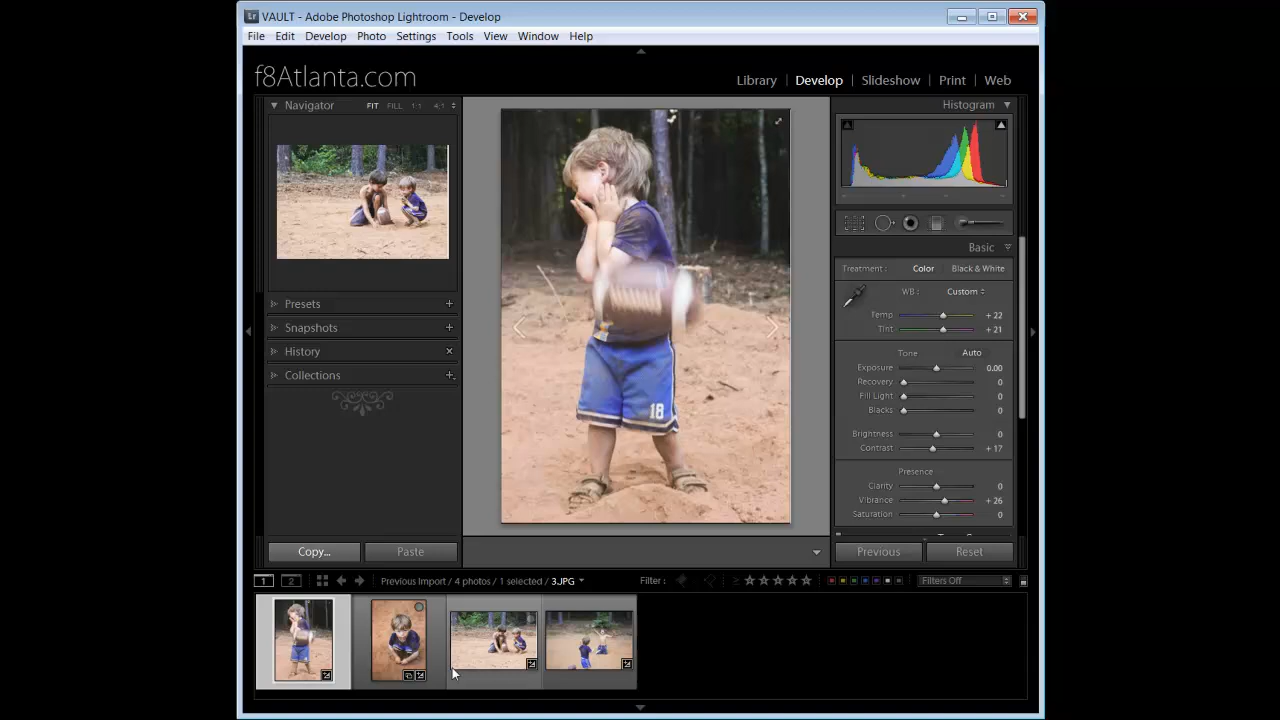 VAULT - Adobe Photoshop Lightroom - Develop
File Edit Develop Photo Settings Tools View Window Help
f8Atlanta.com
Library | Develop | Slideshow | Print | Web
Navigator FIT FILL 1:1 4:1
Histogram
Basic
Treatment : Color Black & White
WB : Custom
Temp + 22
Tint + 21
Tone Auto
Exposure 0.00
Recovery 0
Fill Light 0
Blacks 0
Brightness 0
Contrast + 17
Presence
Clarity 0
Vibrance + 26
Saturation 0
Presets
Snapshots
History
Collections
18
Copy... Paste
Previous Reset
1 2 Previous Import / 4 photos / 1 selected / 3.JPG Filter : Filters Off